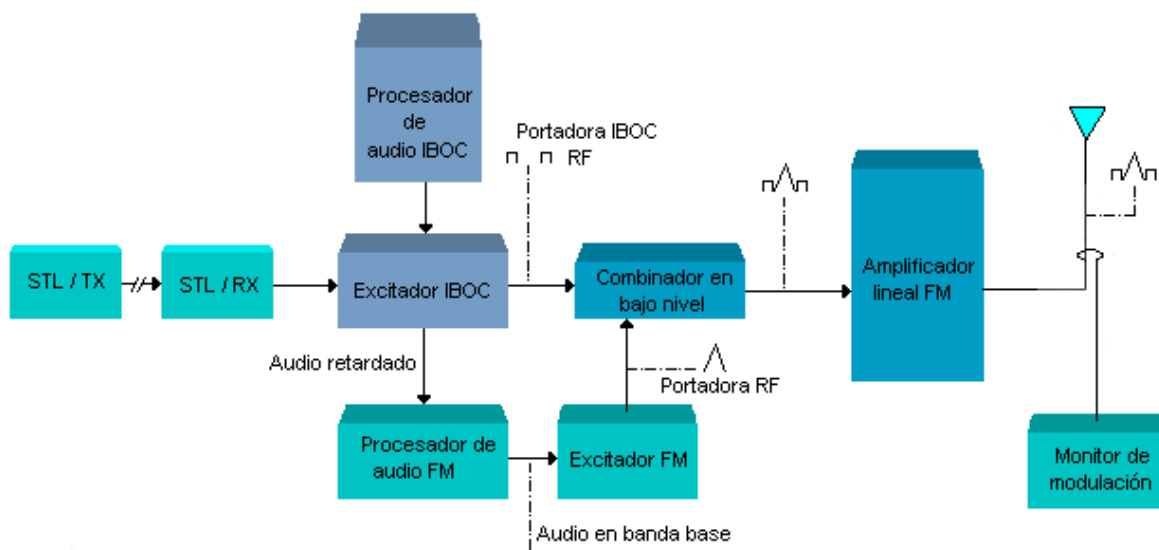 Procesador
de
audio IBOC
Portadora IBOC
RF
STL / TX
STL / RX
Excitador IBOC
Combinador en
bajo nivel
Amplificador
lineal FM
Audio retardado
Portadora RF
Procesador de
audio FM
Excitador FM
Monitor de
modulación
Audio en banda base